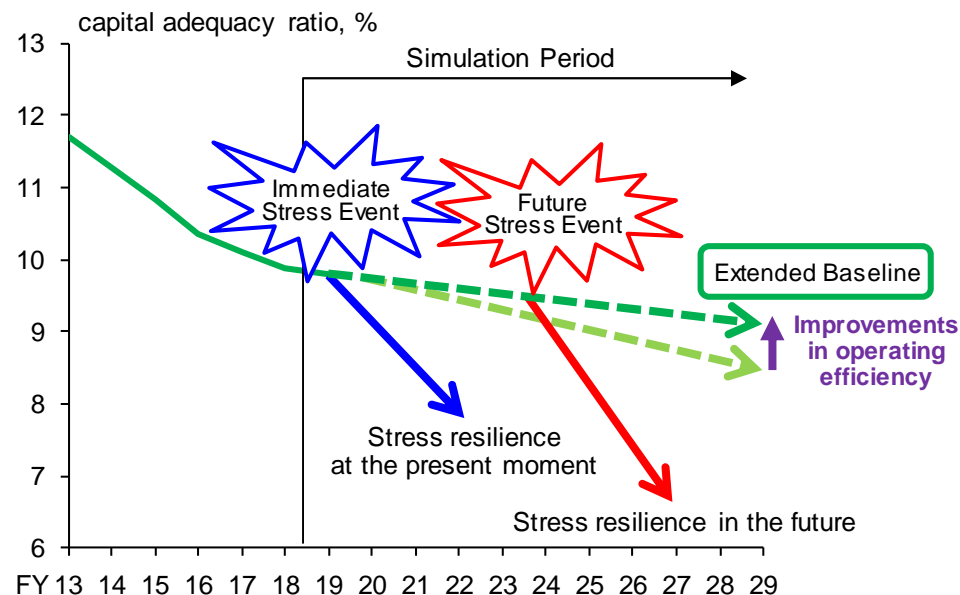 capital adequacy ratio, %
13
Simulation Period
12
11
Immediate
Stress Event
Future
Stress Event
10
Extended Baseline
9
Improvements
in operating
efficiency
8
Stress resilience
at the present moment
7
Stress resilience in the future
6
FY 13 14 15 16 17 18 19 20 21 22 23 24 25 26 27 28 29